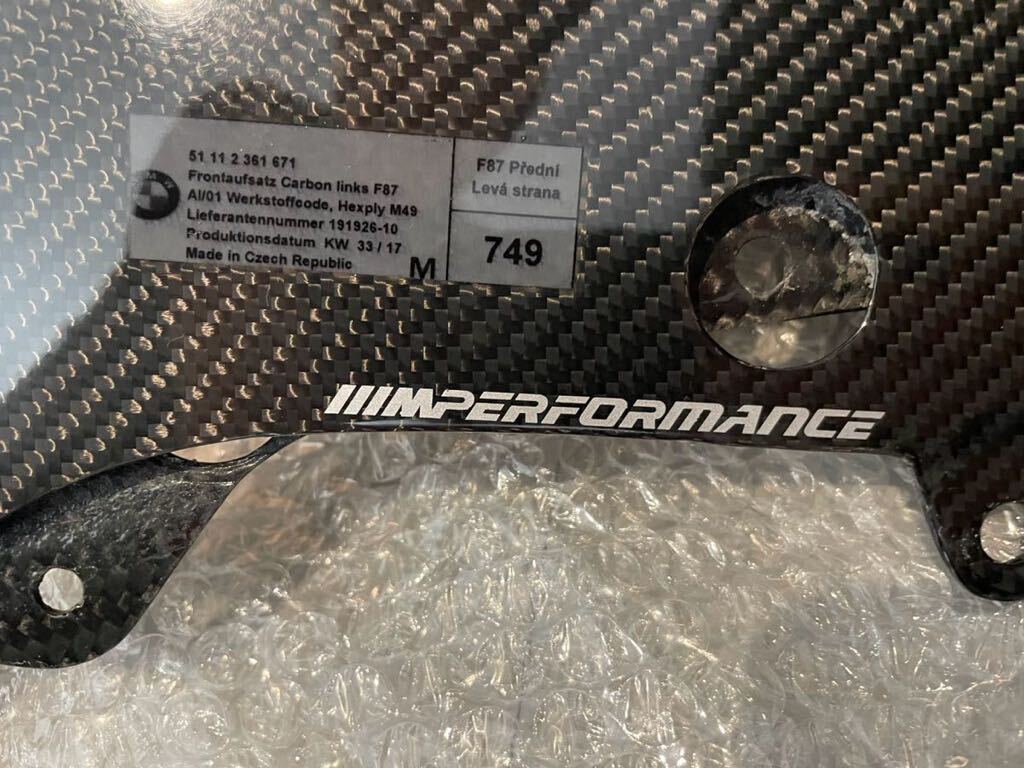 51 11 2 361 671
Frontaufsatz Carbon links F87
AI/01 Werkstoffcode, Hexply M49
Lieferantennummer 191926-10
Produktionsdatum KW 33 / 17
Made in Czech Republic
M
F87 Přední
Levá strana
749
MPERFORMANCE